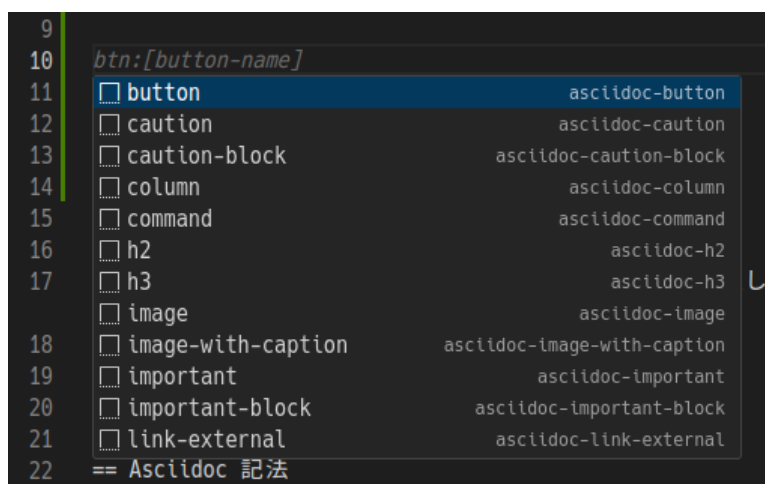 9
10 btn:[button-name]
11 button asciidoc-button
12 caution asciidoc-caution
13 caution-block asciidoc-caution-block
14 column asciidoc-column
15 command asciidoc-command
16 h2 asciidoc-h2
17 h3 asciidoc-h3 し
image asciidoc-image
18 image-with-caption asciidoc-image-with-caption
19 important asciidoc-important
20 important-block asciidoc-important-block
21 link-external asciidoc-link-external
22 == Asciidoc 記法